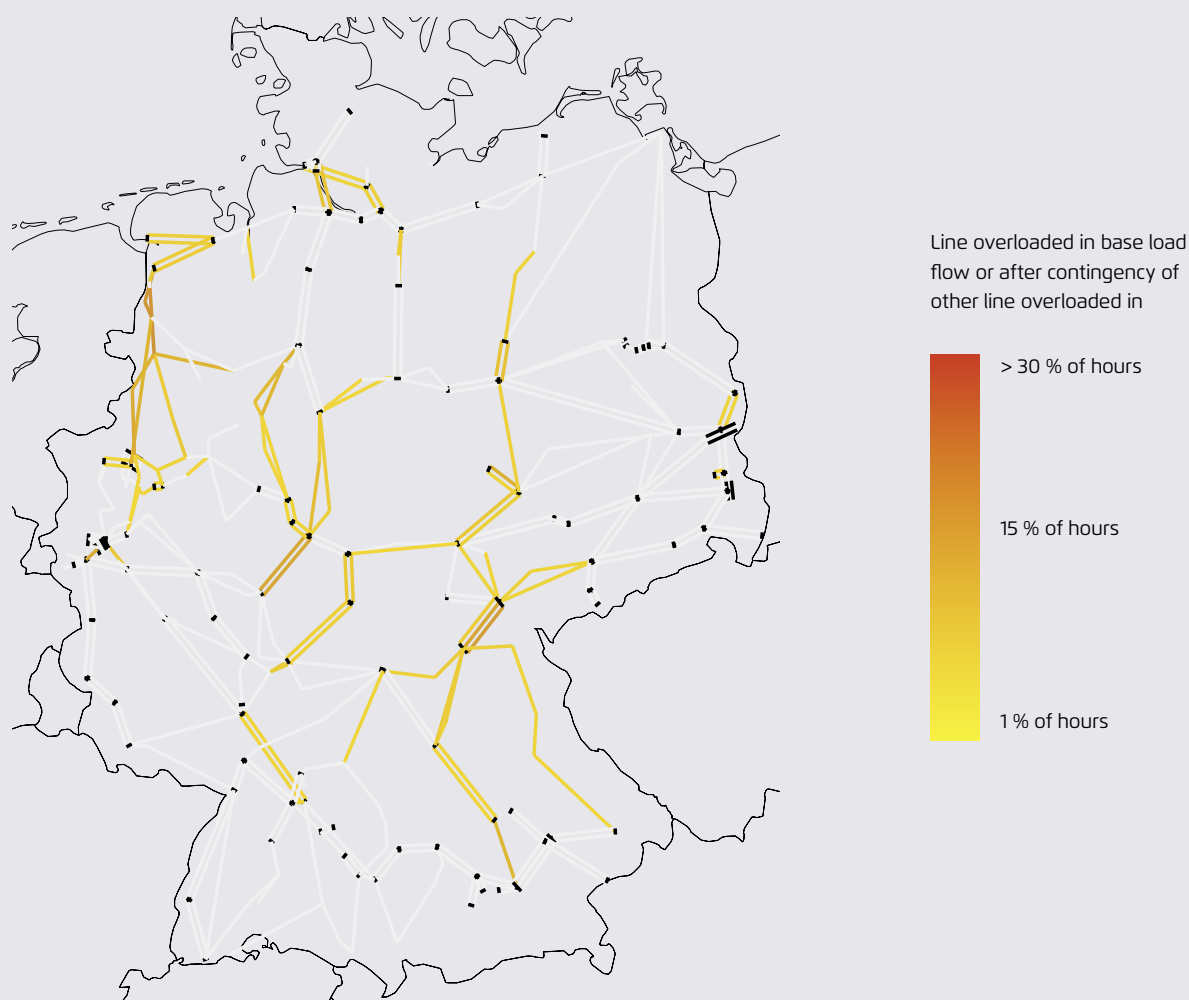 Line overloaded in base load
flow or after contingency of
other line overloaded in
> 30 % of hours
15 % of hours
1 % of hours